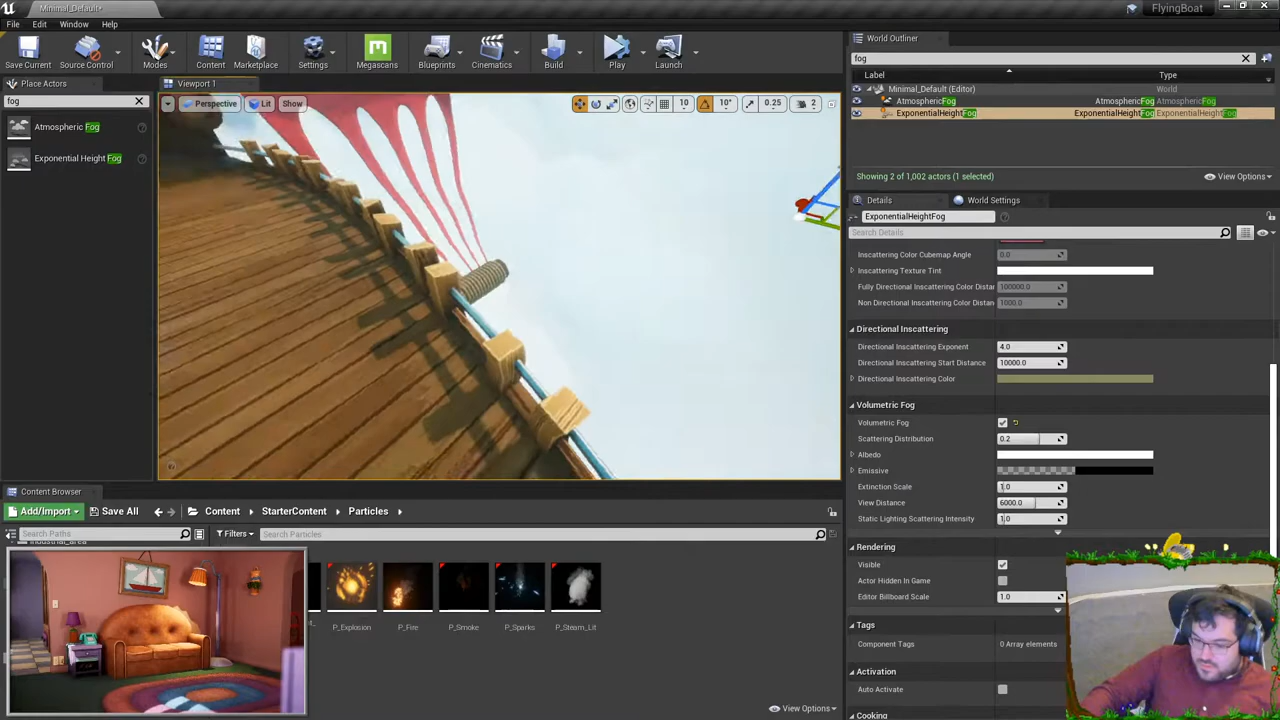 Minimal_Default*
FlyingBoat
File Edit Window Help
Save Current
Source Control
Modes
Content
Marketplace
Settings
Megascans
Blueprints
Cinematics
Build
Play
Launch
World Outliner
fog
Label
Type
Minimal_Default (Editor) World
AtmosphericFog AtmosphericFog AtmosphericFog
ExponentialHeightFog ExponentialHeightFog ExponentialHeightFog
Showing 2 of 1,002 actors (1 selected)
View Options
Place Actors
fog
Atmospheric Fog
Exponential Height Fog
Viewport 1
Perspective Lit Show
10 10° 0.25 2
Details World Settings
ExponentialHeightFog
Search Details
Inscattering Color Cubemap Angle 0.0
Inscattering Texture Tint
Fully Directional Inscattering Color Distar 100000.0
Non Directional Inscattering Color Distan 1000.0
Directional Inscattering
Directional Inscattering Exponent 4.0
Directional Inscattering Start Distance 10000.0
Directional Inscattering Color
Volumetric Fog
Volumetric Fog
Scattering Distribution 0.2
Albedo
Emissive
Extinction Scale 1.0
View Distance 6000.0
Static Lighting Scattering Intensity 1.0
Rendering
Visible
Actor Hidden In Game
Editor Billboard Scale 1.0
Tags
Component Tags 0 Array elements
Activation
Auto Activate
Cooking
Content Browser
Add/Import Save All Content StarterContent Particles
Search Paths
Filters
Search Particles
P_Explosion
P_Fire
P_Smoke
P_Sparks
P_Steam_Lit
View Options